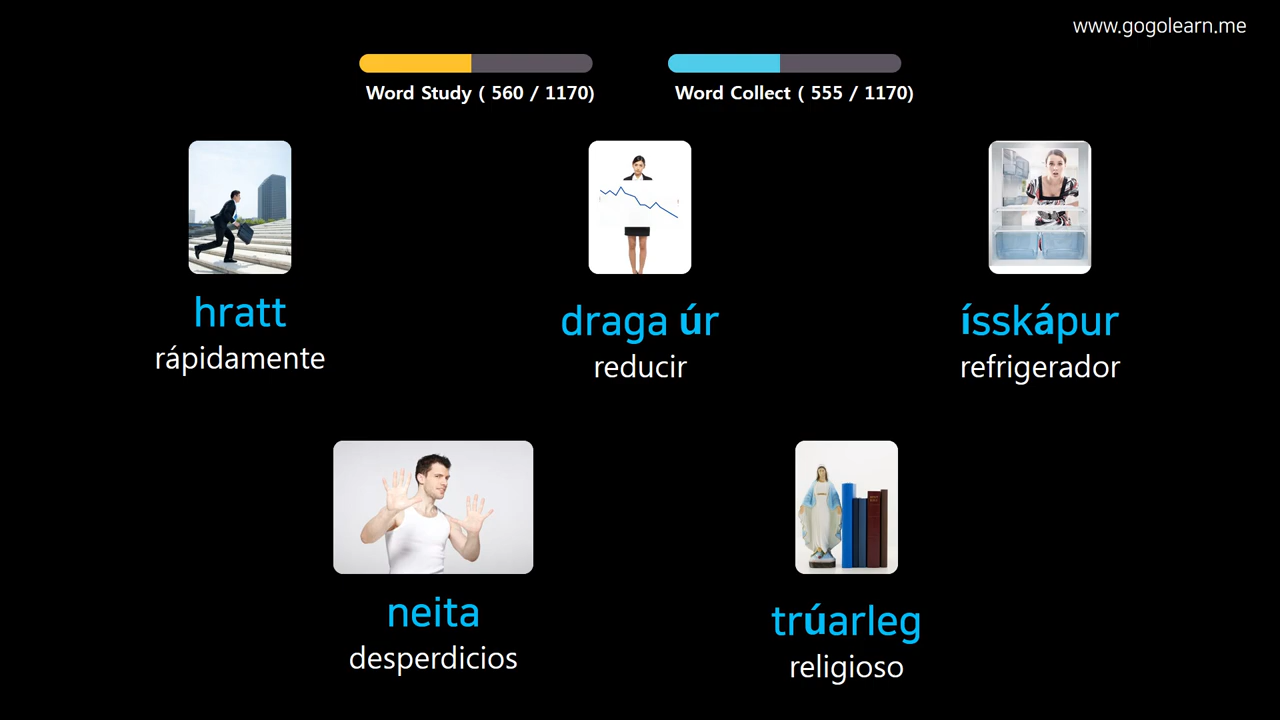 www.gogolearn.me
Word Study ( 560 / 1170)
Word Collect ( 555 / 1170)
hratt
rápidamente
draga úr
reducir
ísskápur
refrigerador
neita
desperdicios
trúarleg
religioso